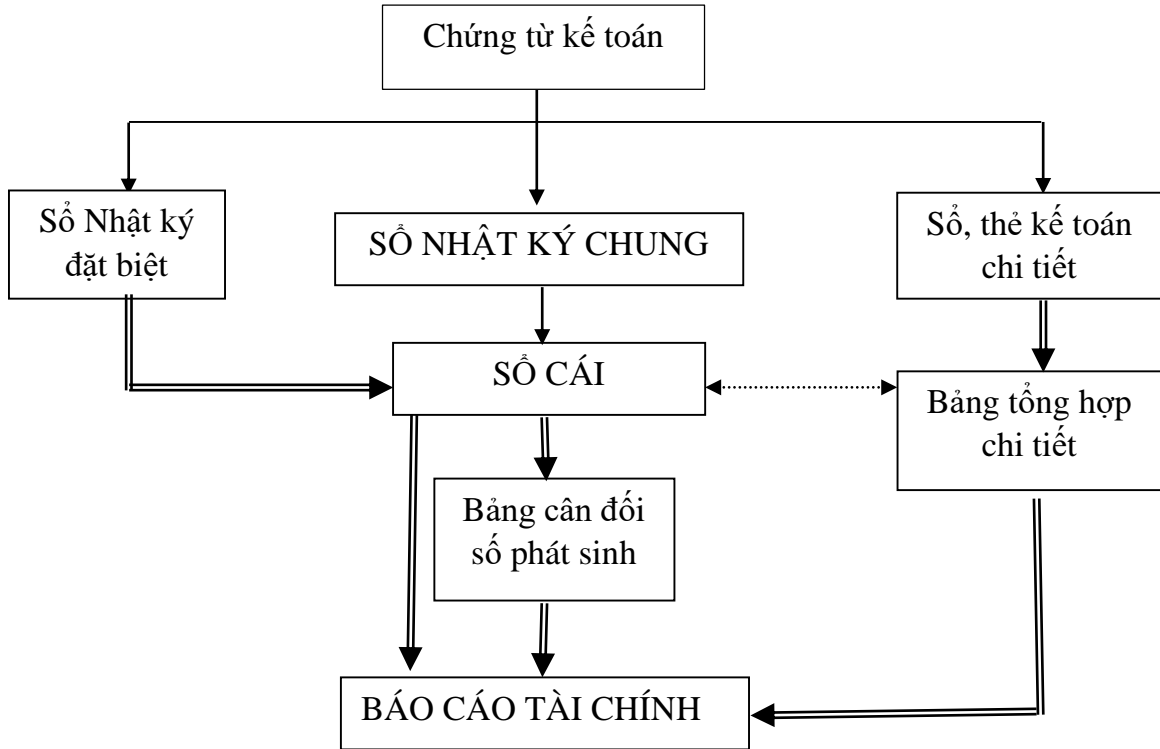 Chứng từ kế toán
Sổ Nhật ký
đặt biệt
SỔ NHẬT KÝ CHUNG
Sổ, thẻ kế toán
chi tiết
SỔ CÁI
Bảng tổng hợp
chi tiết
Bảng cân đối
số phát sinh
BÁO CÁO TÀI CHÍNH